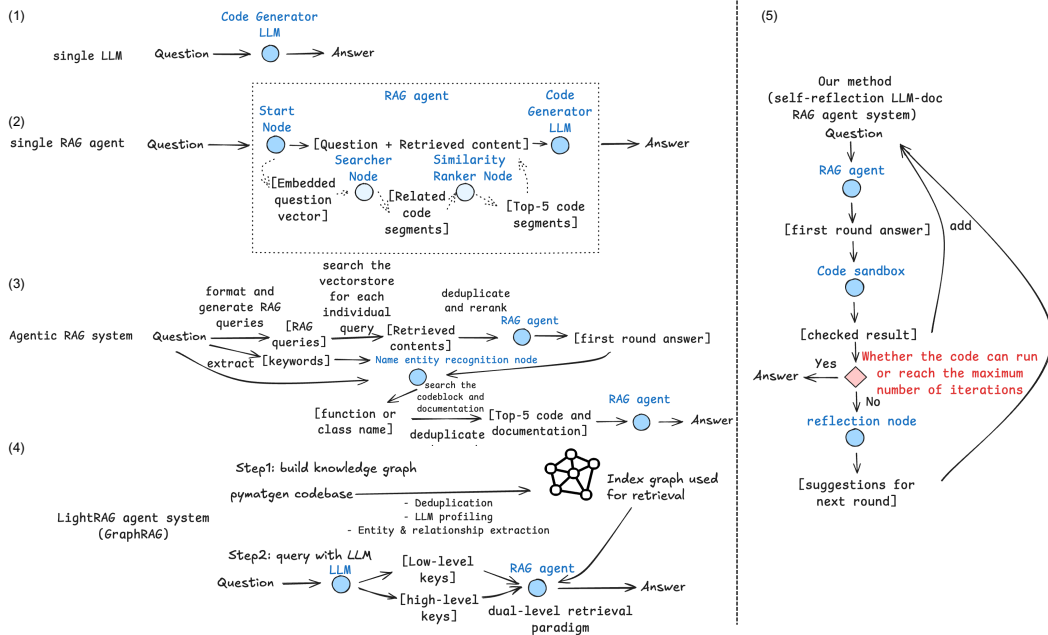 (1)
Code Generator
LLM
single LLM
Question
Answer
(2)
single RAG agent
Question
RAG agent
Start
Node
[Question + Retrieved content]
Code
Generator
LLM
Answer
Searcher
Node
Similarity
Ranker Node
[Embedded
question
vector]
[Related
code
segments]
[Top-5 code
segments]
(3)
Agentic RAG system
Question
format and
generate RAG
queries
[RAG
queries]
search the
vectorstore
for each
individual
query
[Retrieved
contents]
deduplicate
and rerank
RAG agent
[first round answer]
extract
[keywords]
Name entity recognition node
search the
codeblock and
documentation
[function or
class name]
deduplicate
[Top-5 code and
documentation]
RAG agent
Answer
(4)
LightRAG agent system
(GraphRAG)
Step1: build knowledge graph
pymatgen codebase
- Deduplication
- LLM profiling
- Entity & relationship extraction
Index graph used
for retrieval
Step2: query with LLM
Question
LLM
[Low-level
keys]
[high-level
keys]
RAG agent
dual-level retrieval
paradigm
Answer
(5)
Our method
(self-reflection LLM-doc
RAG agent system)
Question
RAG agent
[first round answer]
add
Code sandbox
[checked result]
Whether the code can run
or reach the maximum
number of iterations
Yes
Answer
No
reflection node
[suggestions for
next round]